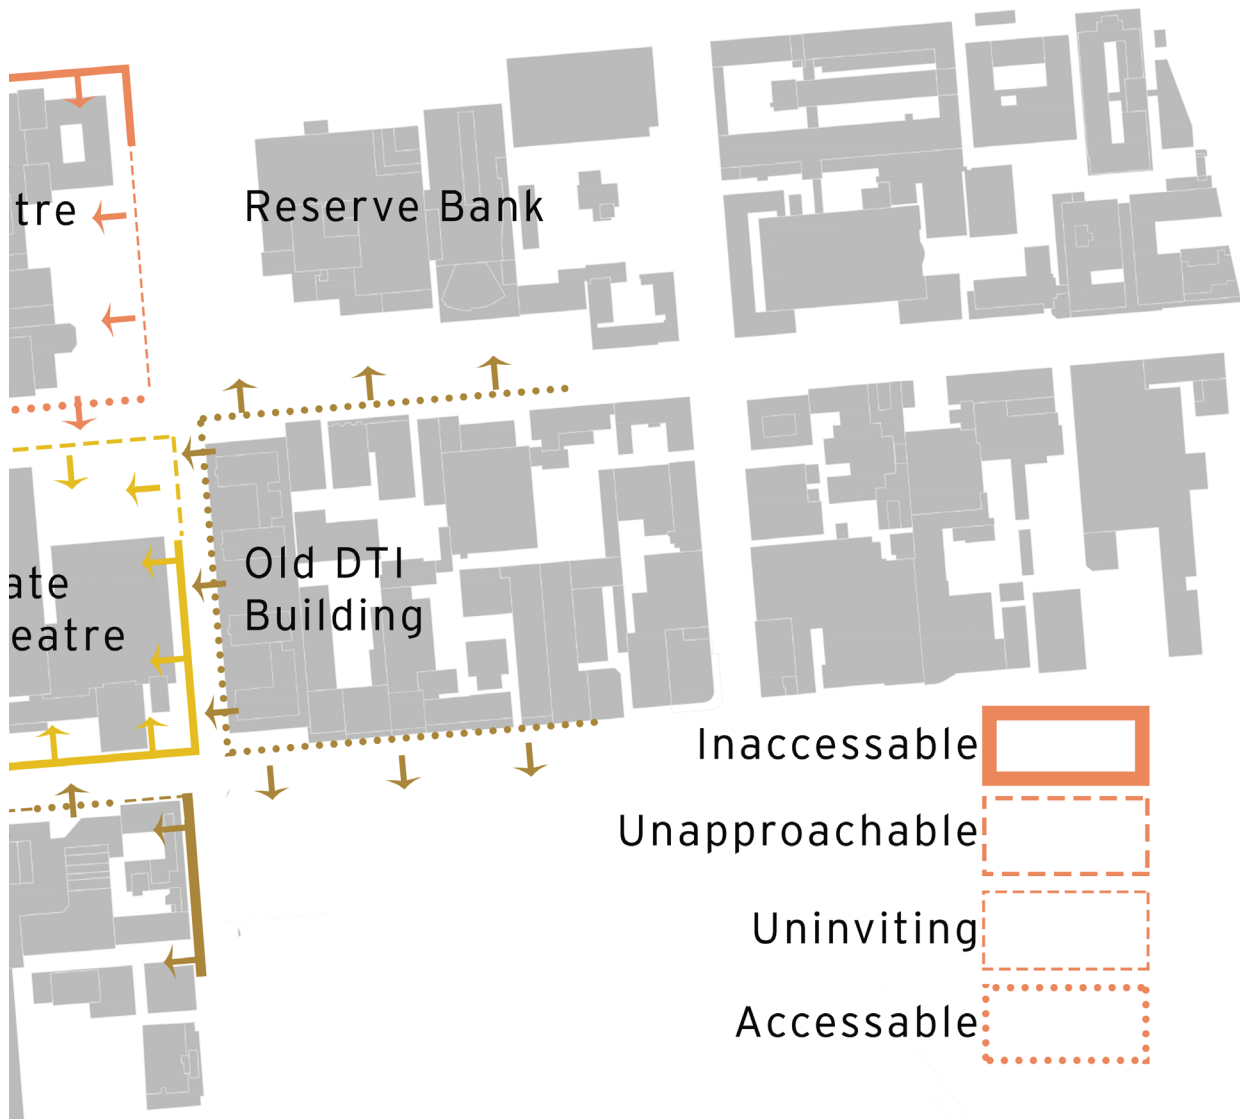 tre
Reserve Bank
Old DTI
Building
ate
eatre
Inaccessable
Unapproachable
Uninviting
Accessable